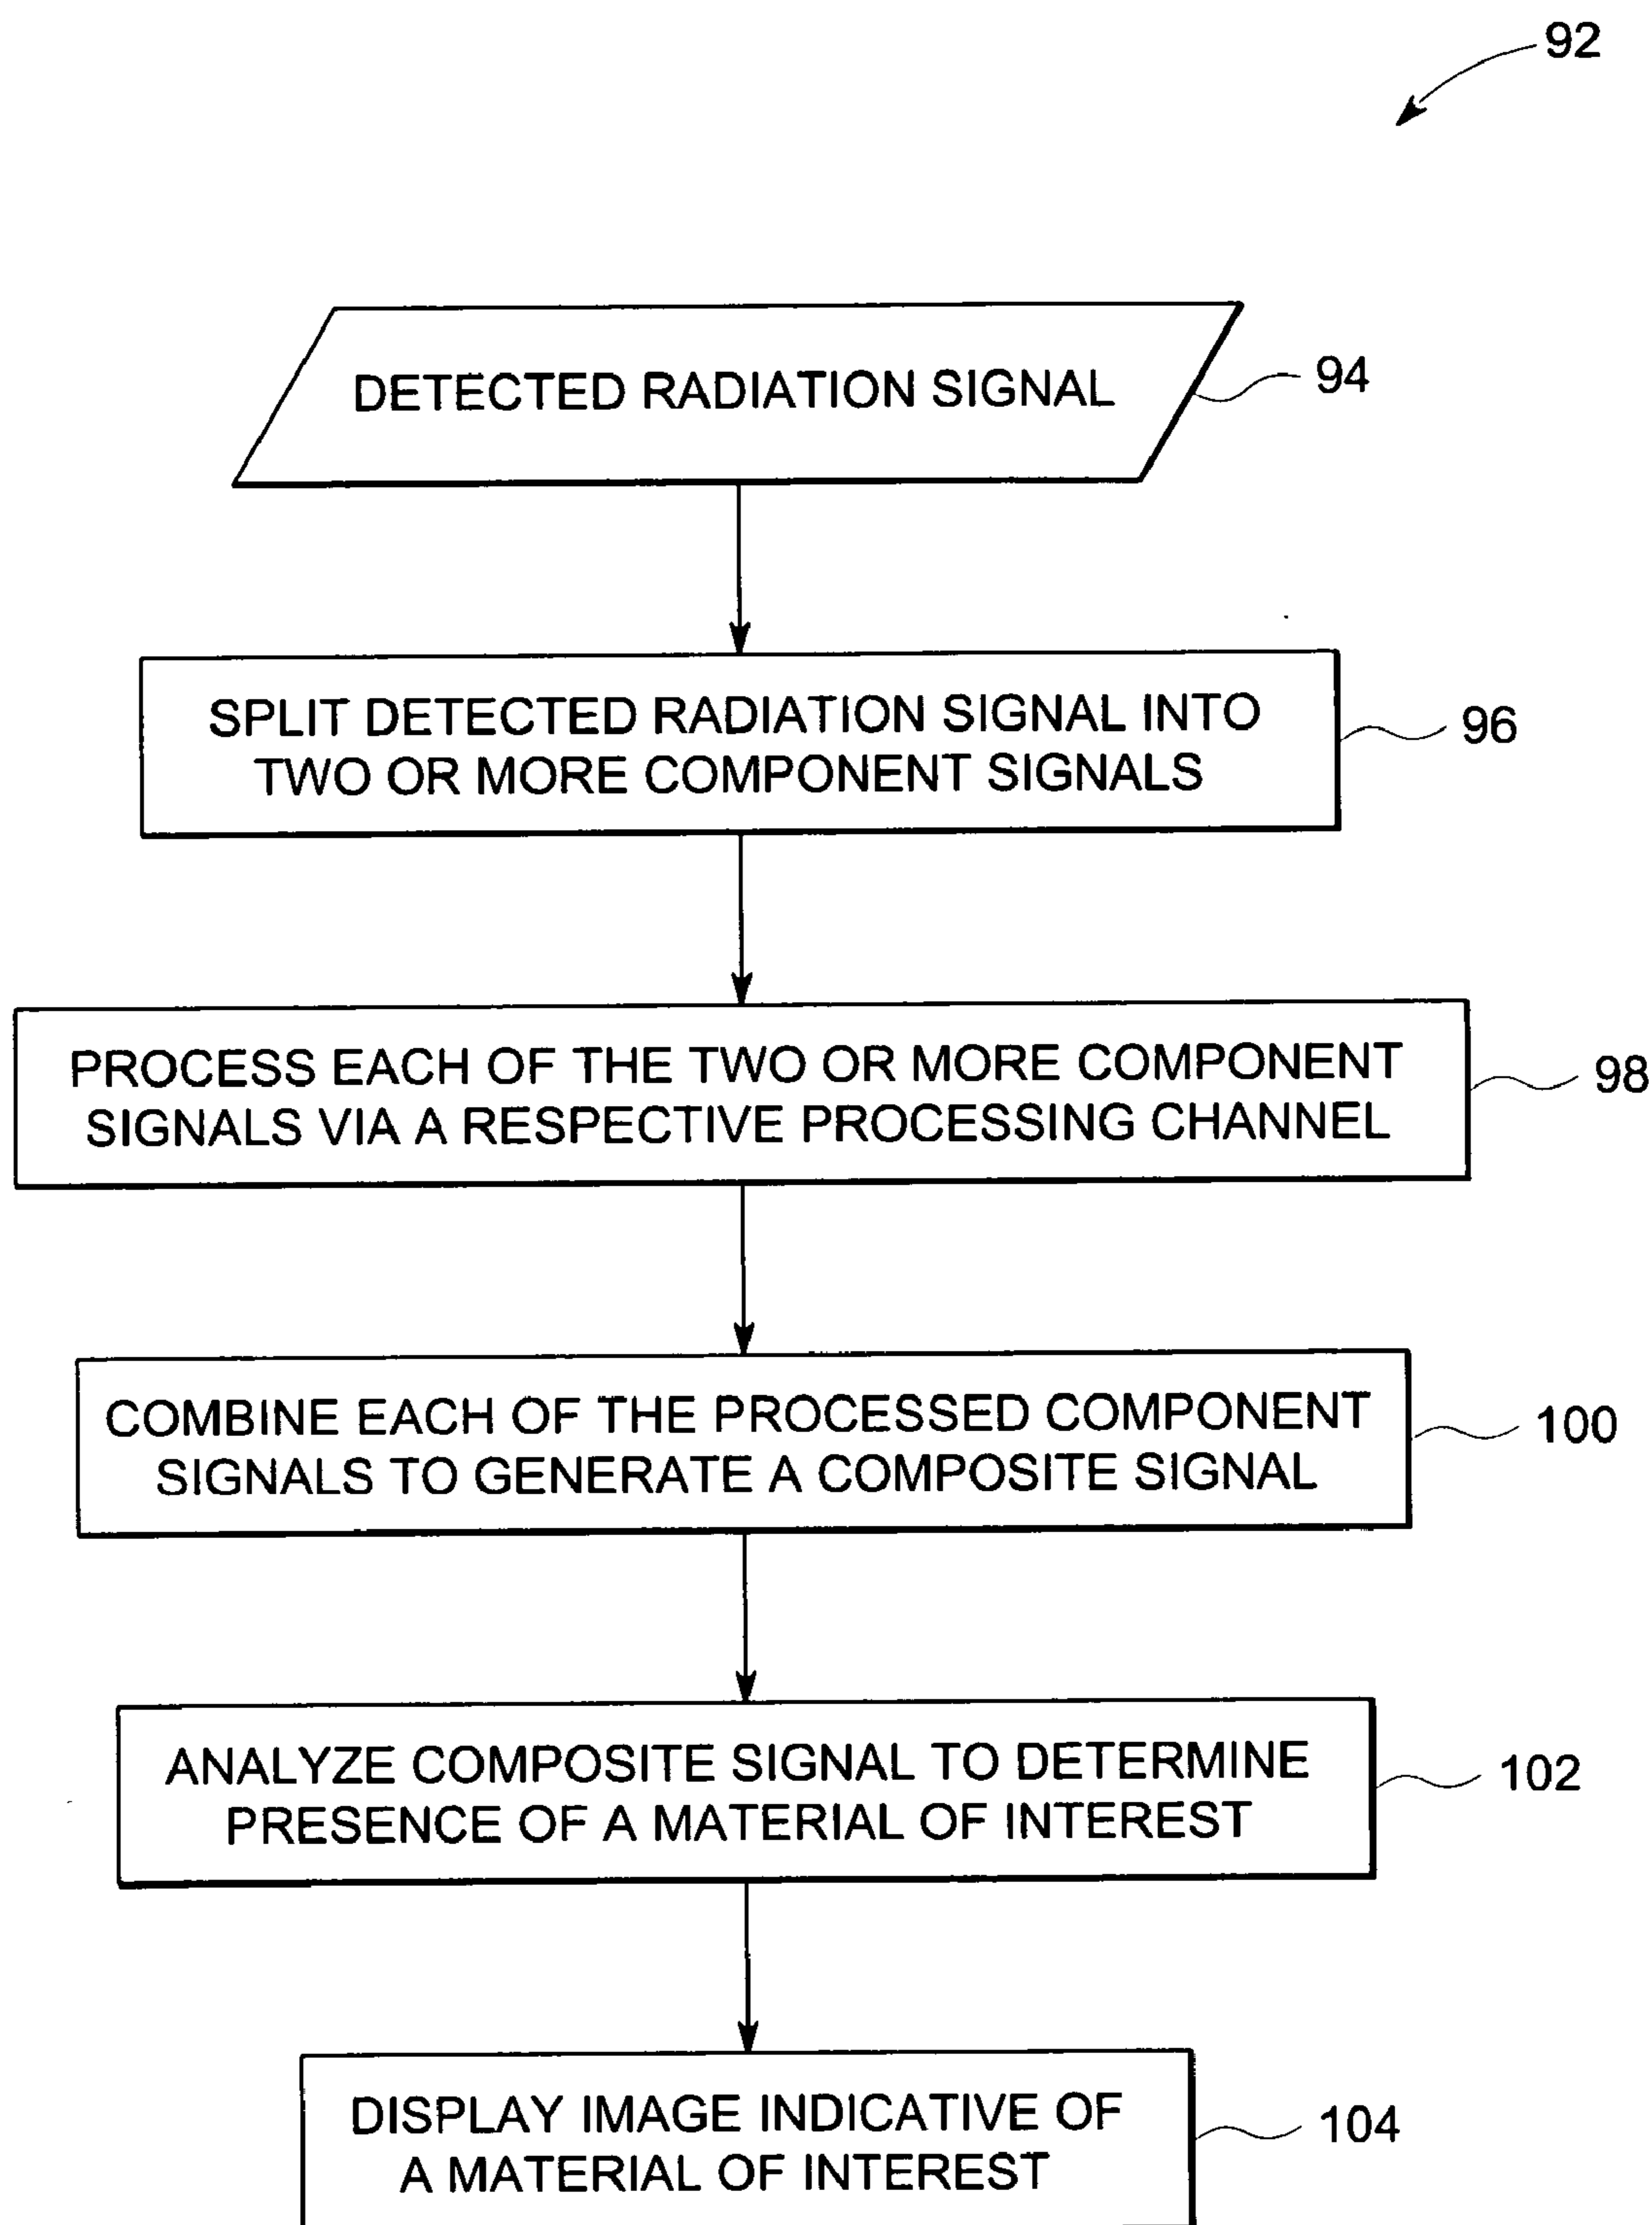 92
DETECTED RADIATION SIGNAL
94
SPLIT DETECTED RADIATION SIGNAL INTO
TWO OR MORE COMPONENT SIGNALS
96
PROCESS EACH OF THE TWO OR MORE COMPONENT
SIGNALS VIA A RESPECTIVE PROCESSING CHANNEL
98
COMBINE EACH OF THE PROCESSED COMPONENT
SIGNALS TO GENERATE A COMPOSITE SIGNAL
100
ANALYZE COMPOSITE SIGNAL TO DETERMINE
PRESENCE OF A MATERIAL OF INTEREST
102
DISPLAY IMAGE INDICATIVE OF
A MATERIAL OF INTEREST
104